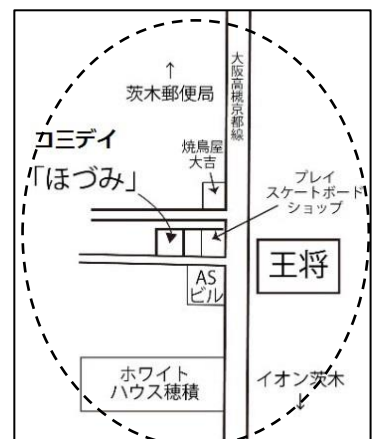 ↑
茨木郵便局
大阪高槻京都線
コミデイ
「ほづみ」
焼鳥屋
大吉
プレイ
スケートボード
ショップ
王将
AS
ビル
ホワイト
ハウス穂積
イオン茨木
↓